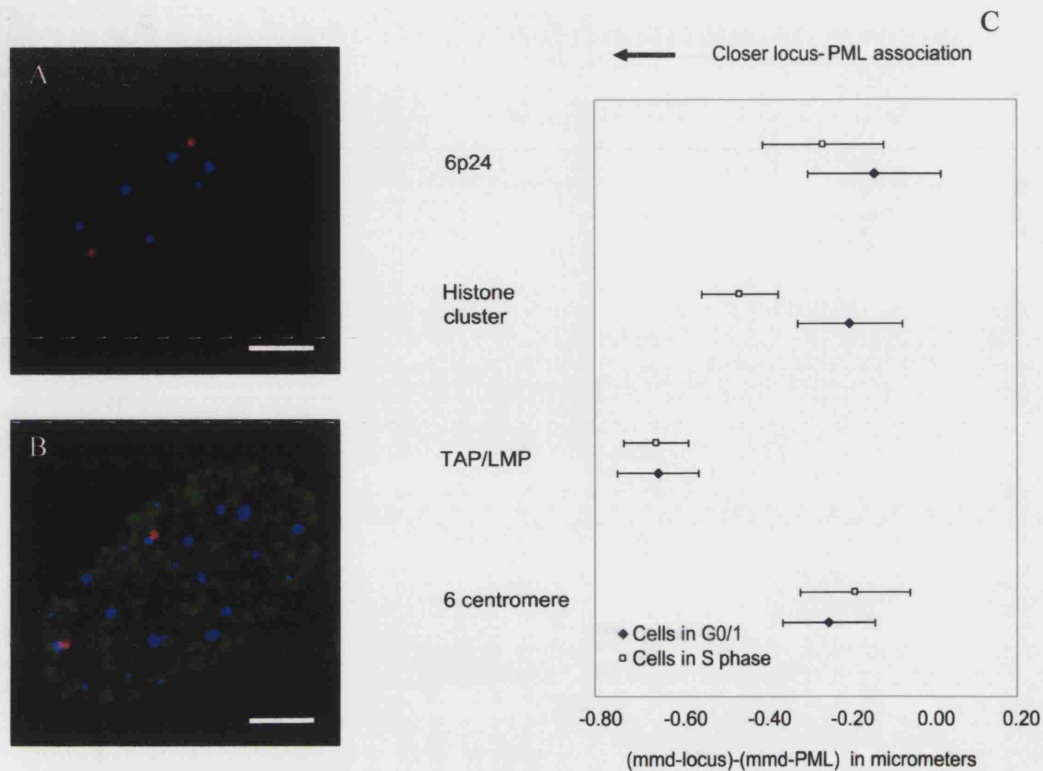 A
B
C
Closer locus-PML association
6p24
Histone
cluster
TAP/LMP
6 centromere
Cells in G0/1
Cells in S phase
-0.80 -0.60 -0.40 -0.20 0.00 0.20
(mmd-locus)-(mmd-PML) in micrometers